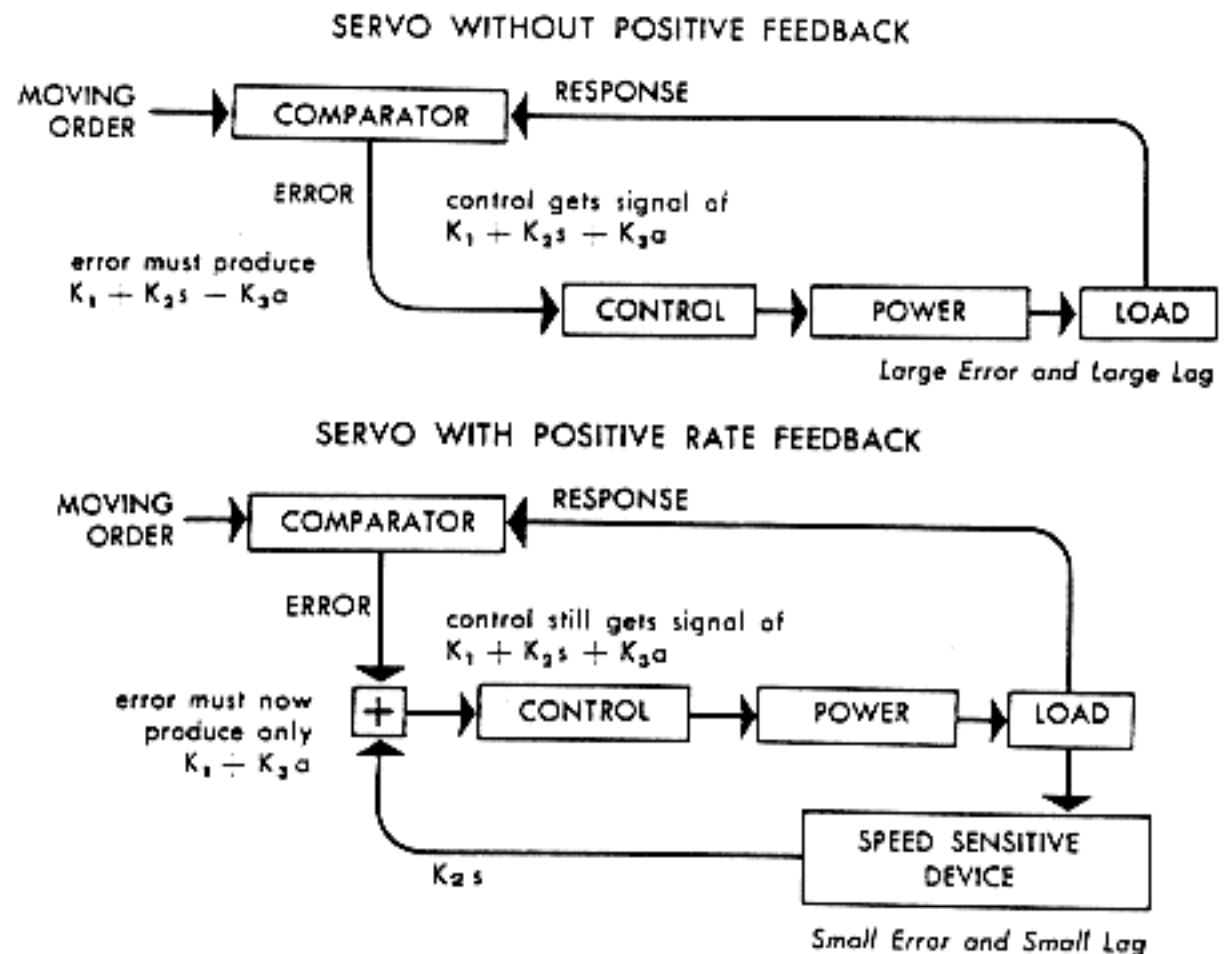 SERVO WITHOUT POSITIVE FEEDBACK
MOVING
ORDER
COMPARATOR
RESPONSE
ERROR
control gets signal of
K₁ + K₂s ÷ K₃a
error must produce
K₁ ÷ K₂s − K₃a
CONTROL
POWER
LOAD
Large Error and Large Lag
SERVO WITH POSITIVE RATE FEEDBACK
MOVING
ORDER
COMPARATOR
RESPONSE
ERROR
control still gets signal of
K₁ + K₂s + K₃a
error must now
produce only
K₁ ÷ K₃a
+
CONTROL
POWER
LOAD
SPEED SENSITIVE
DEVICE
K₂s
Small Error and Small Lag